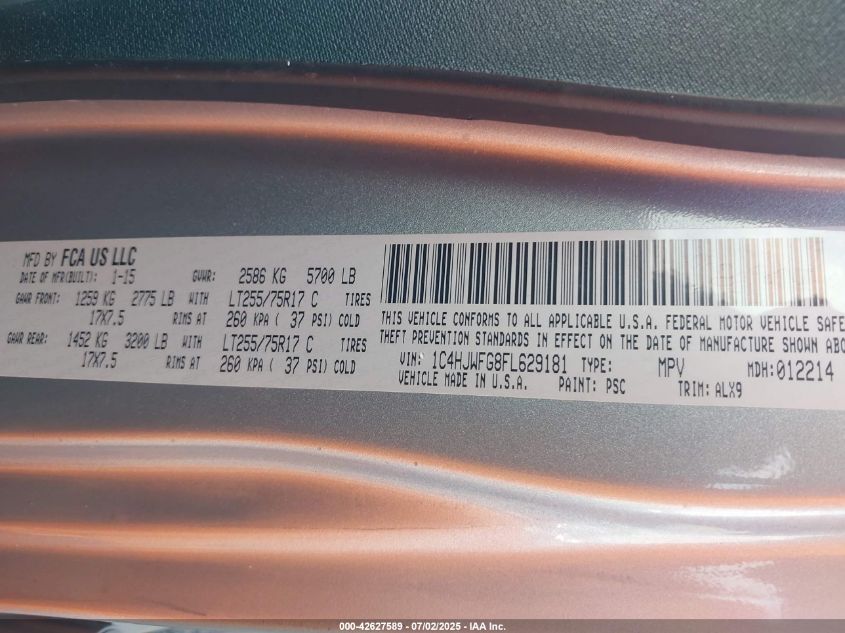 MFD BY FCA US LLC
DATE OF MFR(BUILT): 1-15 GVWR: 2586 KG 5700 LB
GAWR FRONT: 1259 KG 2775 LB WITH LT255/75R17 C TIRES
17X7.5 RIMS AT 260 KPA ( 37 PSI) COLD
GAWR REAR: 1452 KG 3200 LB WITH LT255/75R17 C TIRES
17X7.5 RIMS AT 260 KPA ( 37 PSI) COLD
THIS VEHICLE CONFORMS TO ALL APPLICABLE U.S.A. FEDERAL MOTOR VEHICLE SAFE
THEFT PREVENTION STANDARDS IN EFFECT ON THE DATE OF MANUFACTURE SHOWN ABO
VIN: 1C4HJWFG8FL629181 TYPE: MPV MDH:012214
VEHICLE MADE IN U.S.A. PAINT: PSC TRIM: ALX9
000-42627589 - 07/02/2025 - IAA Inc.